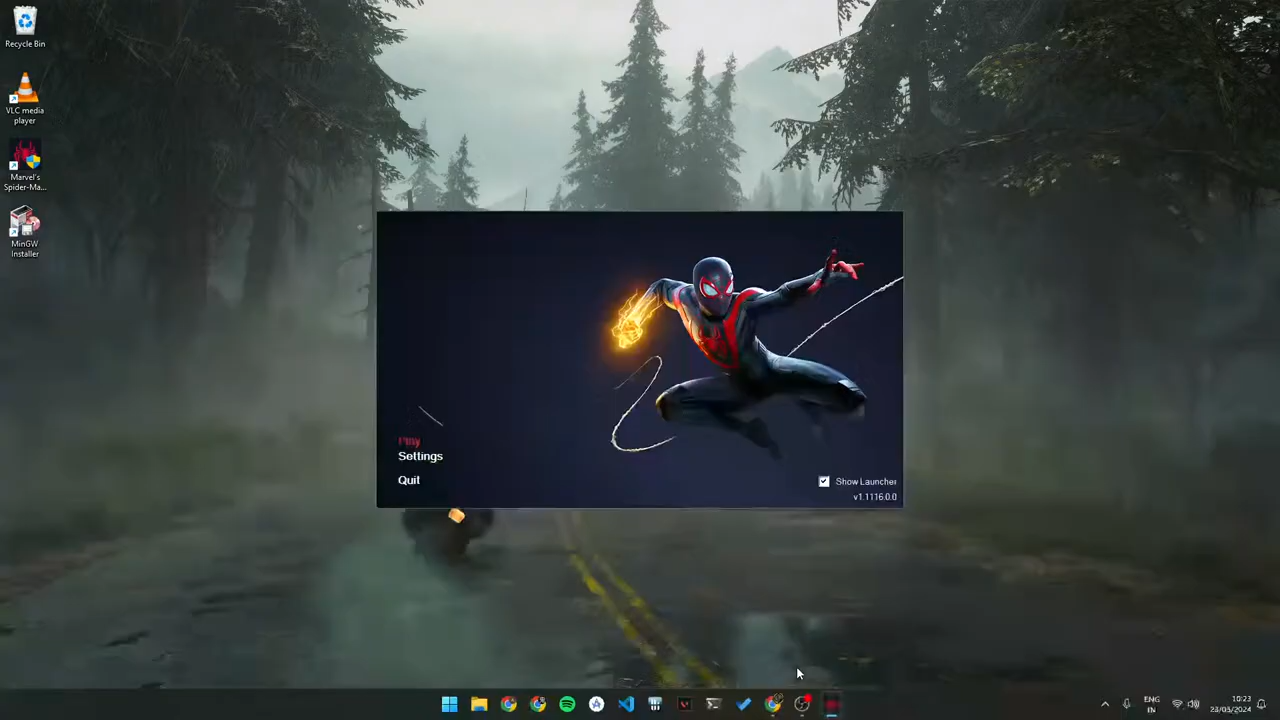 Recycle Bin
VLC media
player
Marvel's
Spider-Ma...
MinGW
Installer
Play
Settings
Quit
Show Launcher
v1.1116.0.0
ENG
IN
10:23
23/03/2024